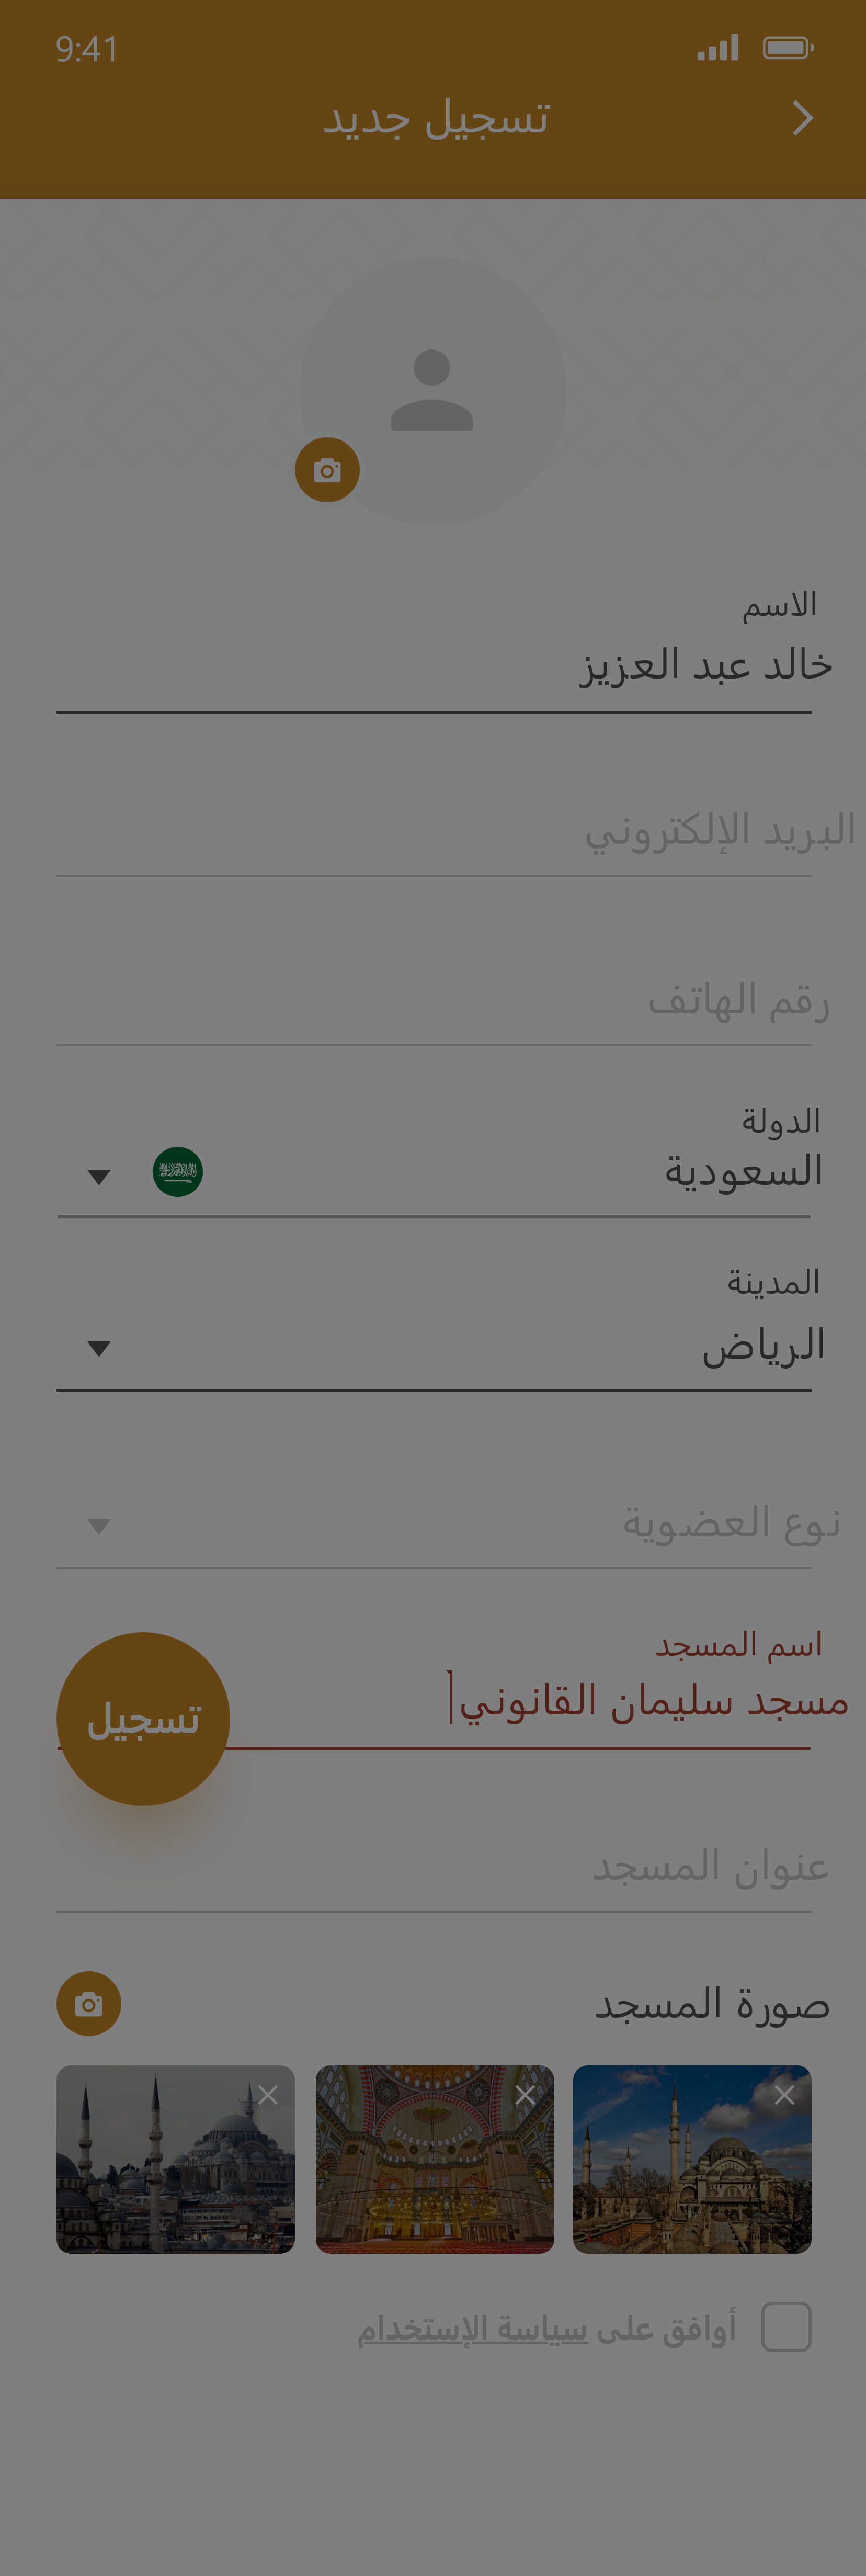 9:41
تسجيل جديد
الاسم
خالد عبد العزيز
البريد الإلكتروني
رقم الهاتف
الدولة
السعودية
المدينة
الرياض
نوع العضوية
اسم المسجد
مسجد سليمان القانوني
تسجيل
عنوان المسجد
صورة المسجد
أوافق على سياسة الإستخدام